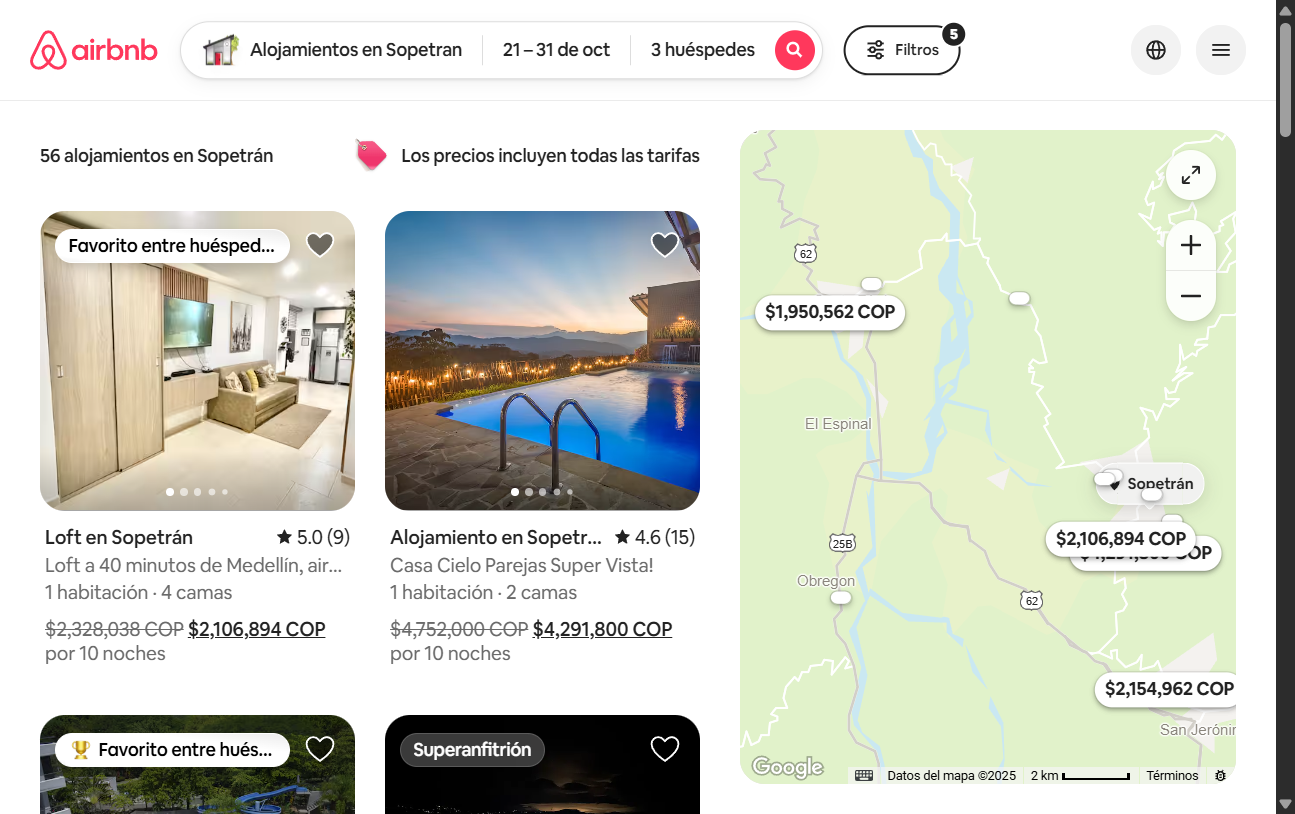 airbnb
Alojamientos en Sopetran
21 – 31 de oct
3 huéspedes
Filtros
5
56 alojamientos en Sopetrán
Los precios incluyen todas las tarifas
Favorito entre huésped...
Loft en Sopetrán
5.0 (9)
Loft a 40 minutos de Medellín, air...
1 habitación · 4 camas
$2,328,038 COP $2,106,894 COP
por 10 noches
Alojamiento en Sopetr...
4.6 (15)
Casa Cielo Parejas Super Vista!
1 habitación · 2 camas
$4,752,000 COP $4,291,800 COP
por 10 noches
Favorito entre hués...
Superanfitrión
62
$1,950,562 COP
El Espinal
Sopetrán
$2,106,894 COP
COP
25B
Obregon
62
$2,154,962 COP
San Jerónim
Google
Datos del mapa ©2025
2 km
Términos